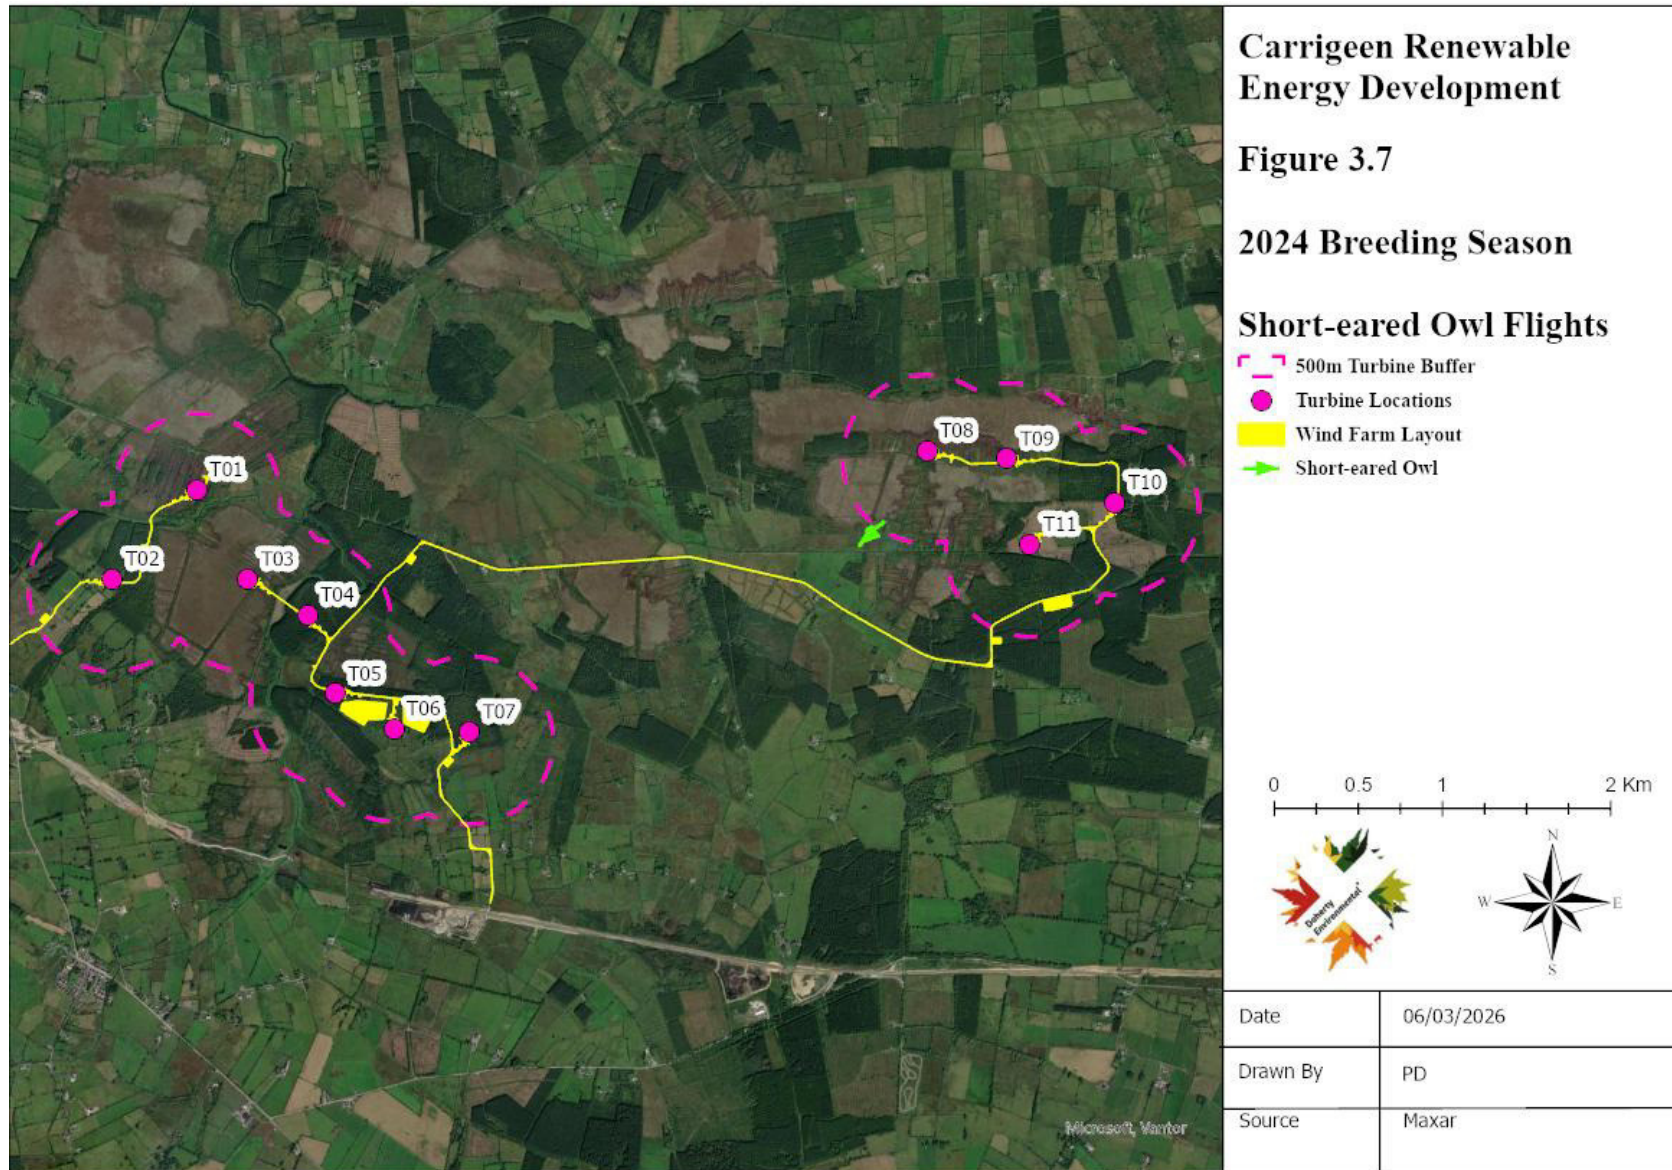 Carrigeen Renewable
Energy Development
Figure 3.7
2024 Breeding Season
Short-eared Owl Flights
500m Turbine Buffer
Turbine Locations
Wind Farm Layout
Short-eared Owl
T01
T02
T03
T04
T05
T06
T07
T08
T09
T10
T11
0 0.5 1 2 Km
Doherty
Environmental
N
W E
S
Date 06/03/2026
Drawn By PD
Source Maxar
Microsoft, Vantor